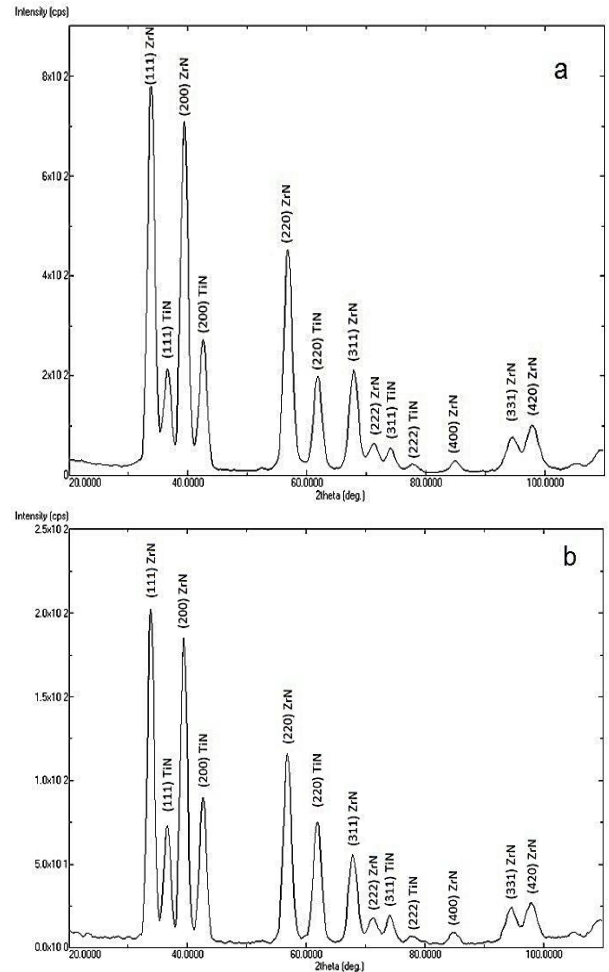 Intensity (cps)
a
8x10 2
6x10 2
4x10 2
2x10 2
0
(111) ZrN
(111) TiN
(200) ZrN
(200) TiN
(220) ZrN
(220) TiN
(311) ZrN
(222) ZrN
(311) TiN
(222) TiN
(400) ZrN
(331) ZrN
(420) ZrN
20.0000 40.0000 60.0000 80.0000 100.0000
2theta (deg.)
Intensity (cps)
b
2.5x10 2
2.0x10 2
1.5x10 2
1.0x10 2
5.0x10 1
0.0x10 0
(111) ZrN
(111) TiN
(200) ZrN
(200) TiN
(220) ZrN
(220) TiN
(311) ZrN
(222) ZrN
(311) TiN
(222) TiN
(400) ZrN
(331) ZrN
(420) ZrN
20.0000 40.0000 60.0000 80.0000 100.0000
2theta (deg.)